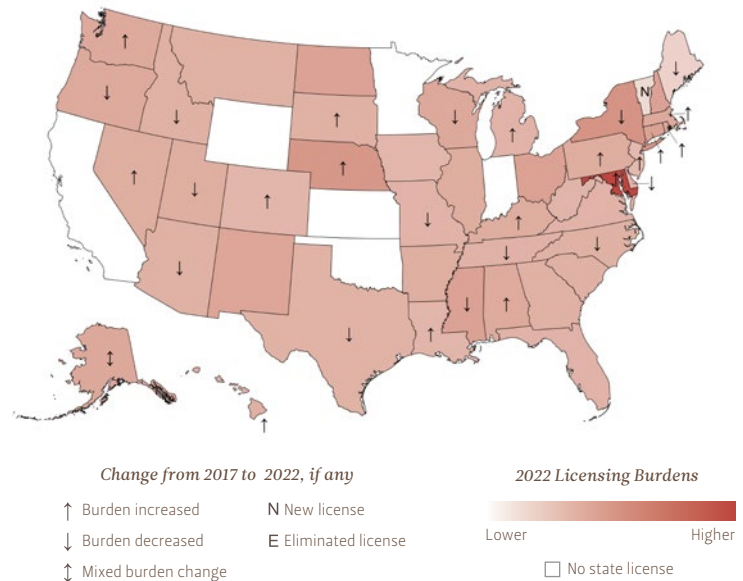 N
Change from 2017 to 2022, if any
↑ Burden increased
↓ Burden decreased
↕ Mixed burden change
N New license
E Eliminated license
2022 Licensing Burdens
Lower Higher
No state license